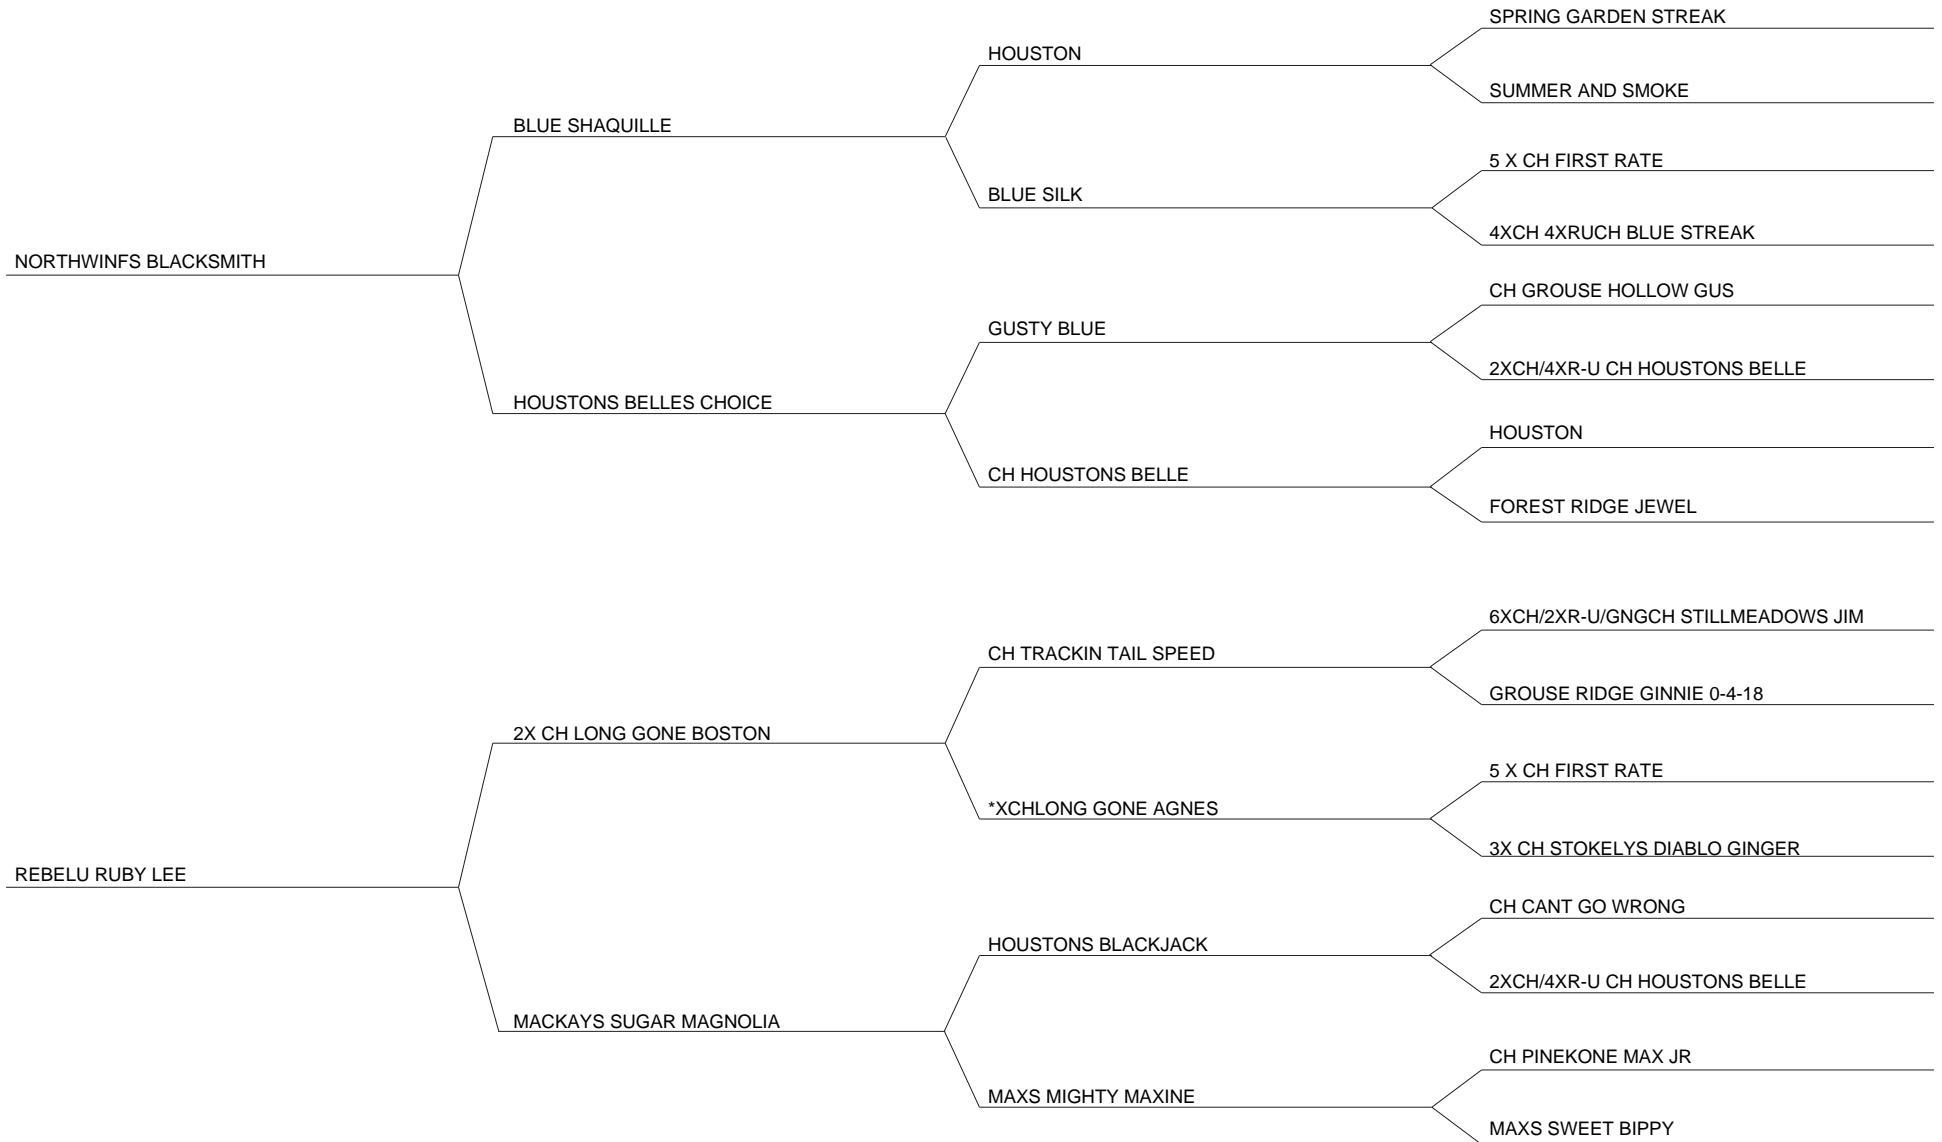 SPRING GARDEN STREAK
HOUSTON
SUMMER AND SMOKE
BLUE SHAQUILLE
5 X CH FIRST RATE
BLUE SILK
4XCH 4XRUCH BLUE STREAK
NORTHWINFS BLACKSMITH
CH GROUSE HOLLOW GUS
GUSTY BLUE
2XCH/4XR-U CH HOUSTONS BELLE
HOUSTONS BELLES CHOICE
HOUSTON
CH HOUSTONS BELLE
FOREST RIDGE JEWEL
6XCH/2XR-U/GNGCH STILLMEADOWS JIM
CH TRACKIN TAIL SPEED
GROUSE RIDGE GINNIE 0-4-18
2X CH LONG GONE BOSTON
5 X CH FIRST RATE
*XCHLONG GONE AGNES
3X CH STOKELYS DIABLO GINGER
REBELU RUBY LEE
CH CANT GO WRONG
HOUSTONS BLACKJACK
2XCH/4XR-U CH HOUSTONS BELLE
MACKAYS SUGAR MAGNOLIA
CH PINEKONE MAX JR
MAXS MIGHTY MAXINE
MAXS SWEET BIPPY